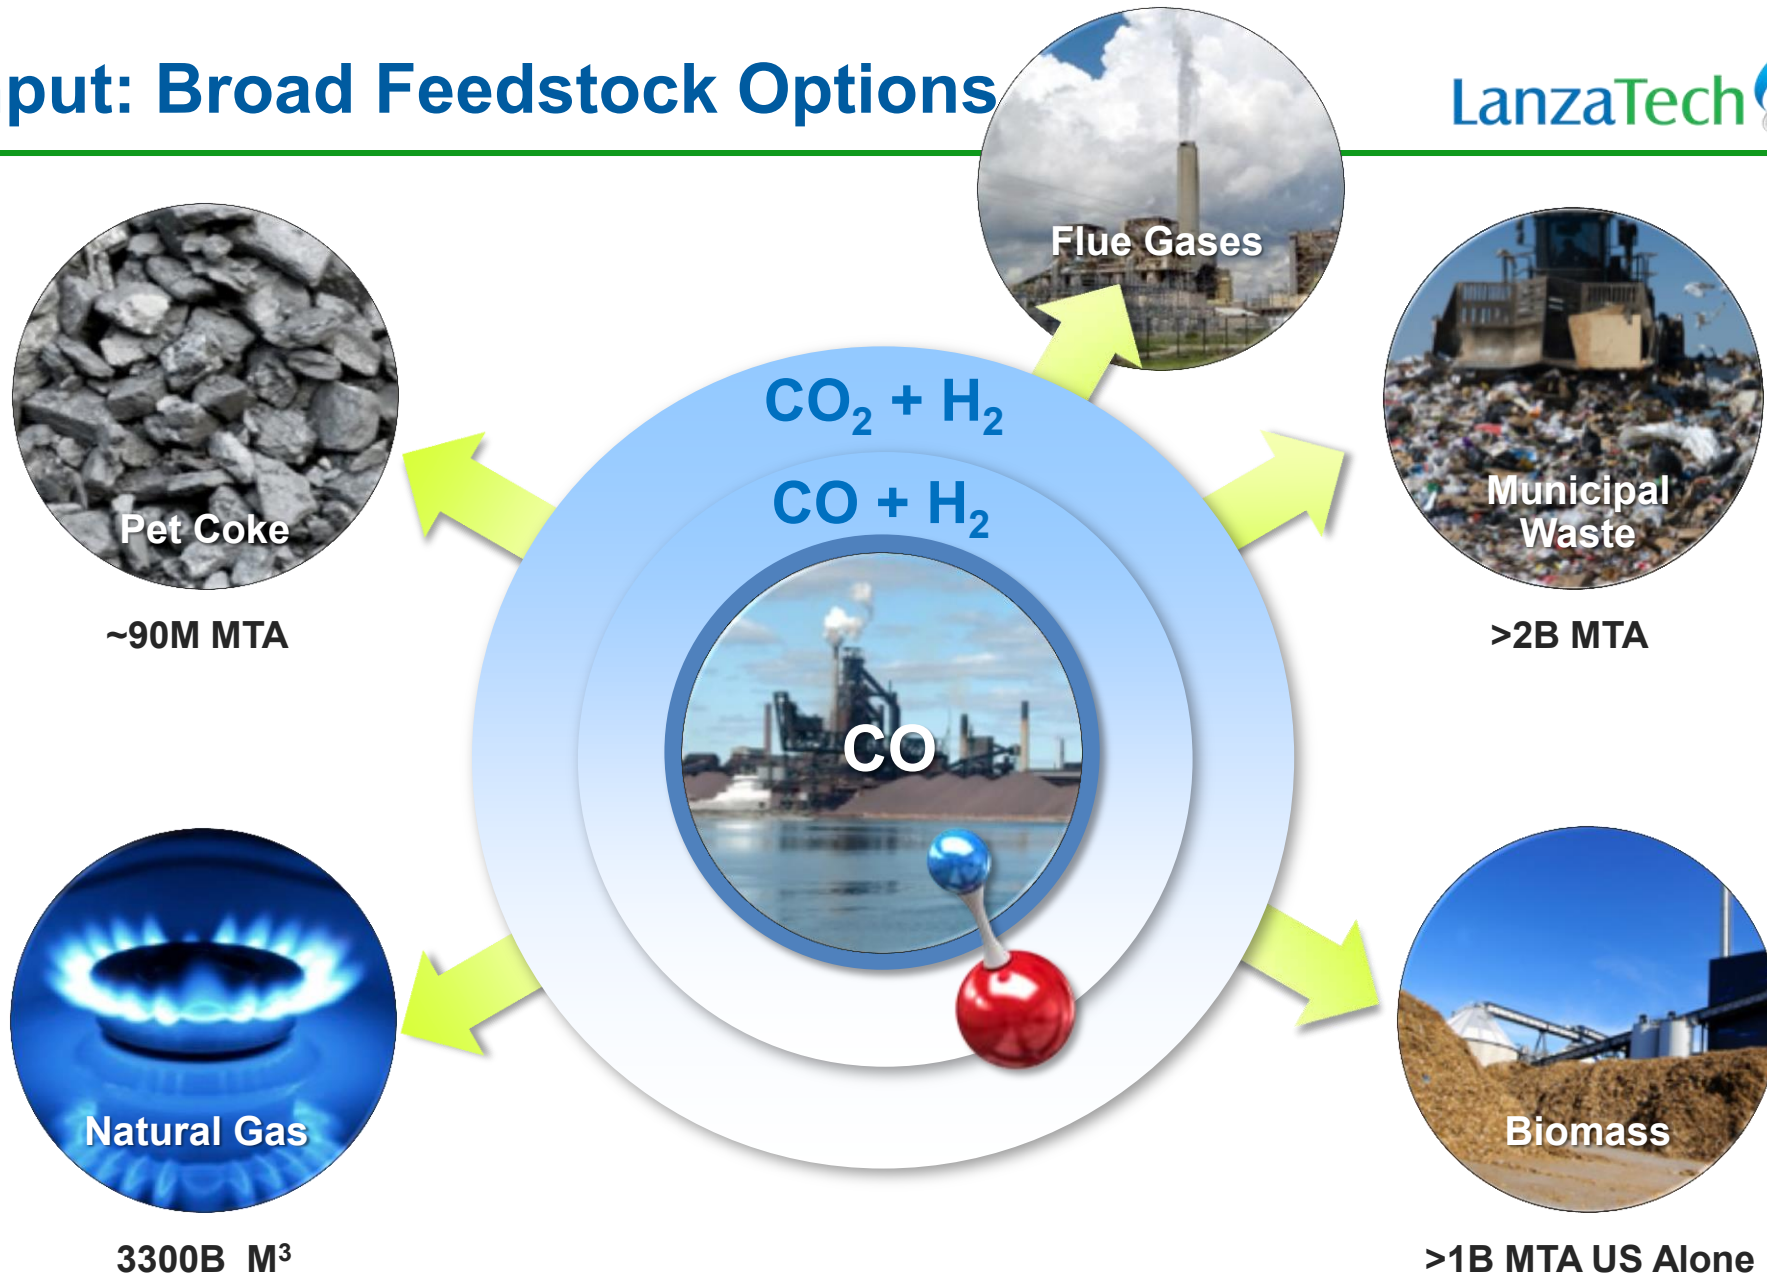 put: Broad Feedstock Options
LanzaTech
Flue Gases
Pet Coke
~90M MTA
CO₂ + H₂
CO + H₂
CO
Municipal
Waste
>2B MTA
Natural Gas
3300B M³
Biomass
>1B MTA US Alone